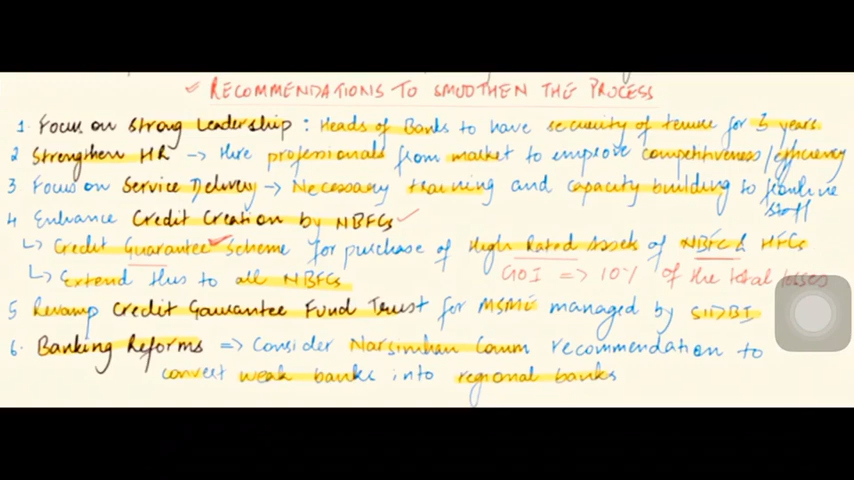 ✓ RECOMMENDATIONS TO SMOOTHEN THE PROCESS
1. Focus on Strong Leadership : Heads of Banks to have security of tenure for 3 years
2 Strengthen HR → Hire professionals from market to improve competitiveness/efficiency
3 Focus on Service Delivery → Necessary training and capacity building to frontline staff
4 Enhance Credit Creation by NBFCs ✓
↳ Credit Guarantee Scheme for purchase of High Rated Assets of NBFC & HFCs
↳ Extend this to all NBFCs GOI => 10% of the total losses
5 Revamp Credit Gaurantee Fund Trust for MSME managed by SIDBI
6. Banking Reforms => Consider Narsimhan Comm recommendation to
convert weak banks into regional banks